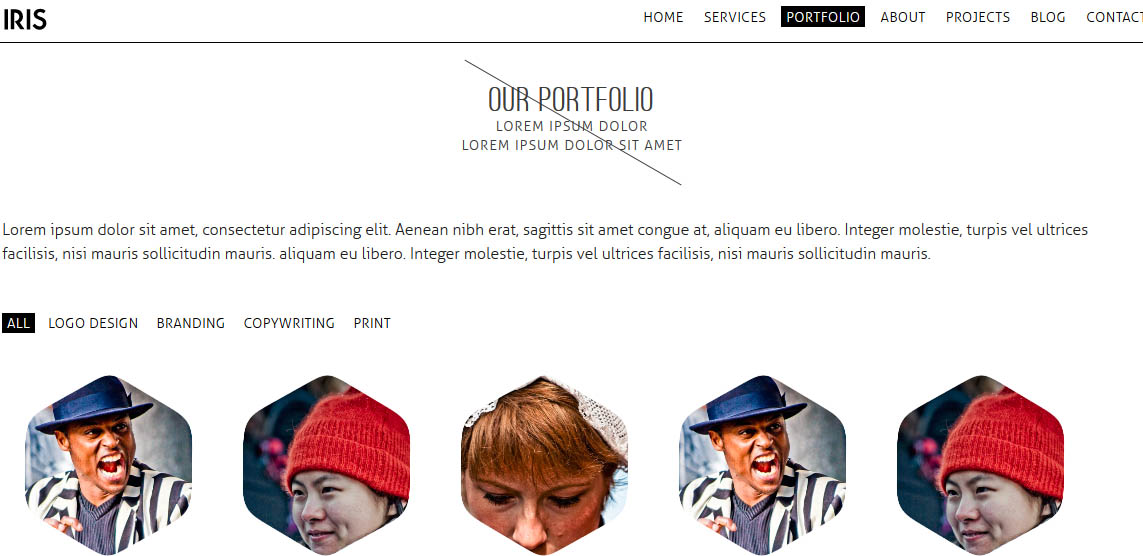 IRIS
HOME SERVICES PORTFOLIO ABOUT PROJECTS BLOG CONTACT
OUR PORTFOLIO
LOREM IPSUM DOLOR
LOREM IPSUM DOLOR SIT AMET
Lorem ipsum dolor sit amet, consectetur adipiscing elit. Aenean nibh erat, sagittis sit amet congue at, aliquam eu libero. Integer molestie, turpis vel ultrices
facilisis, nisi mauris sollicitudin mauris. aliquam eu libero. Integer molestie, turpis vel ultrices facilisis, nisi mauris sollicitudin mauris.
ALL LOGO DESIGN BRANDING COPYWRITING PRINT